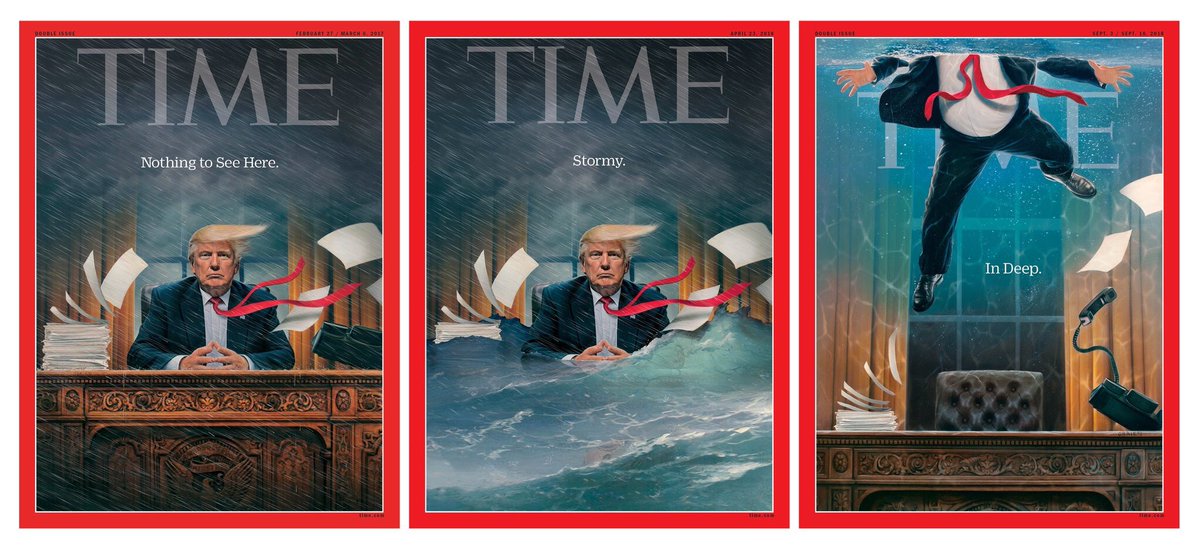 DOUBLE ISSUE
FEBRUARY 27 / MARCH 6, 2017
TIME
Nothing to See Here.
time.com
APRIL 23, 2018
TIME
Stormy.
time.com
DOUBLE ISSUE
SEPT. 3 / SEPT. 10, 2018
TIME
In Deep.
time.com